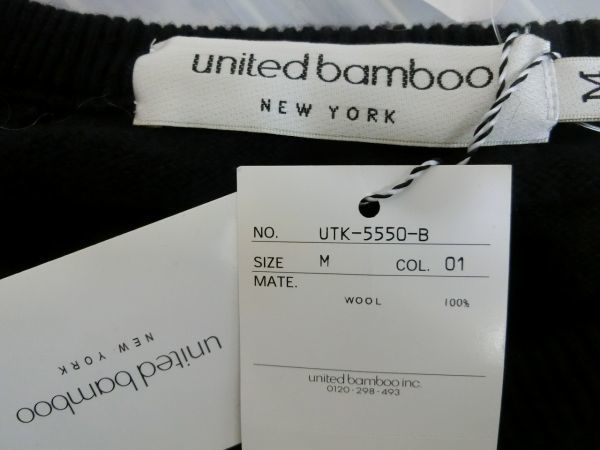 united bamboo
NEW YORK
M
NO. UTK-5550-B
SIZE M COL. 01
MATE.
WOOL 100%
united bamboo inc.
0120-298-493
united bamboo
NEW YORK